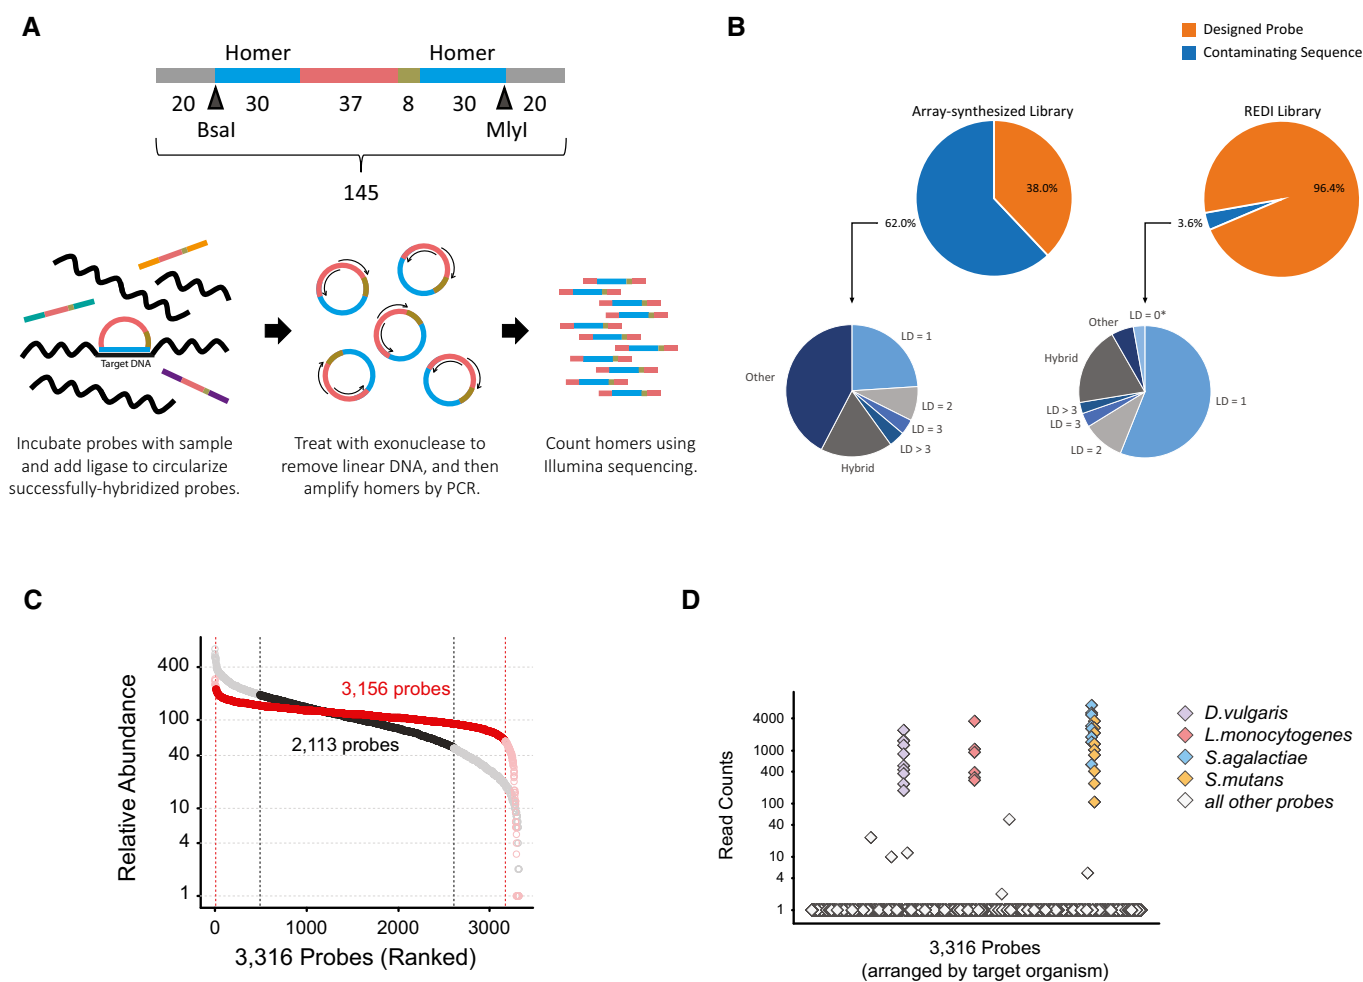 A
Homer
Homer
20
30
37
8
30
20
BsaI
MlyI
145
Target DNA
Incubate probes with sample
and add ligase to circularize
successfully-hybridized probes.
Treat with exonuclease to
remove linear DNA, and then
amplify homers by PCR.
Count homers using
Illumina sequencing.
B
Designed Probe
Contaminating Sequence
Array-synthesized Library
38.0%
62.0%
REDI Library
96.4%
3.6%
LD = 1
LD = 2
LD = 3
LD > 3
Hybrid
Other
LD = 0*
Other
Hybrid
LD > 3
LD = 3
LD = 2
LD = 1
C
Relative Abundance
400
100
40
10
4
1
3,156 probes
2,113 probes
0
1000
2000
3000
3,316 Probes (Ranked)
D
Read Counts
4000
1000
400
100
40
10
4
1
D.vulgaris
L.monocytogenes
S.agalactiae
S.mutans
all other probes
3,316 Probes
(arranged by target organism)